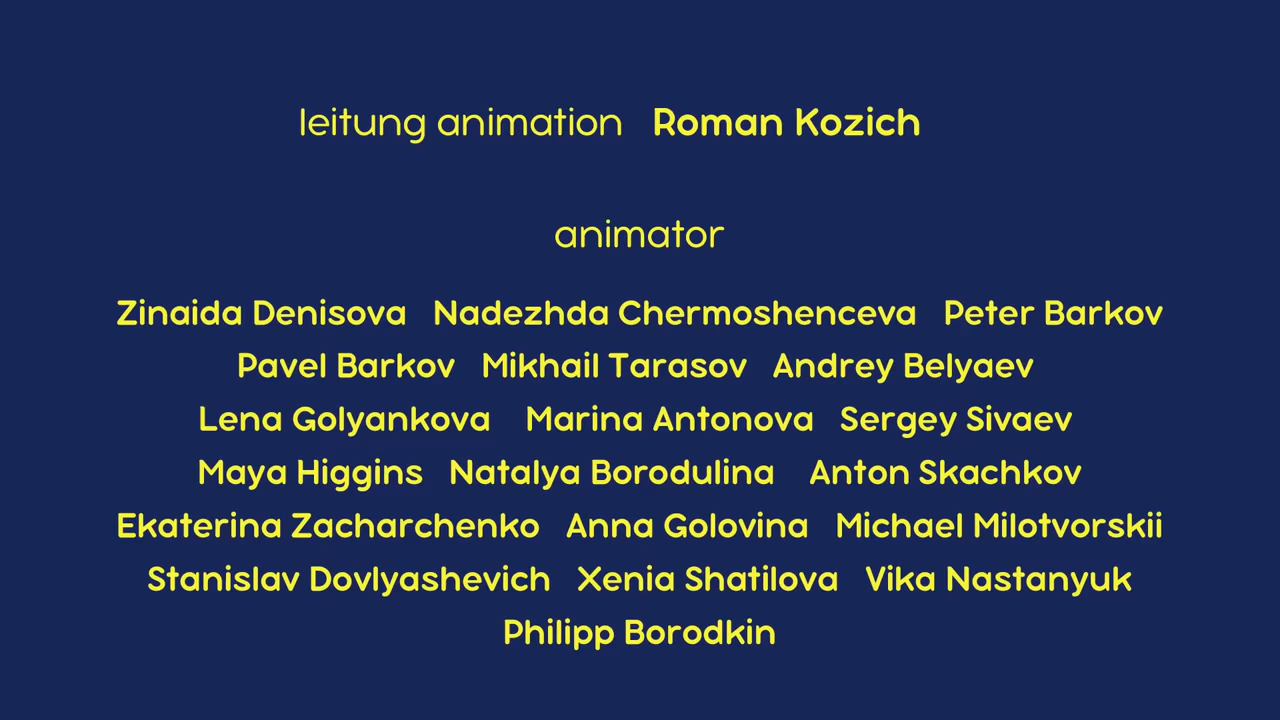 leitung animation Roman Kozich
animator
Zinaida Denisova Nadezhda Chermoshenceva Peter Barkov
Pavel Barkov Mikhail Tarasov Andrey Belyaev
Lena Golyankova Marina Antonova Sergey Sivaev
Maya Higgins Natalya Borodulina Anton Skachkov
Ekaterina Zacharchenko Anna Golovina Michael Milotvorskii
Stanislav Dovlyashevich Xenia Shatilova Vika Nastanyuk
Philipp Borodkin